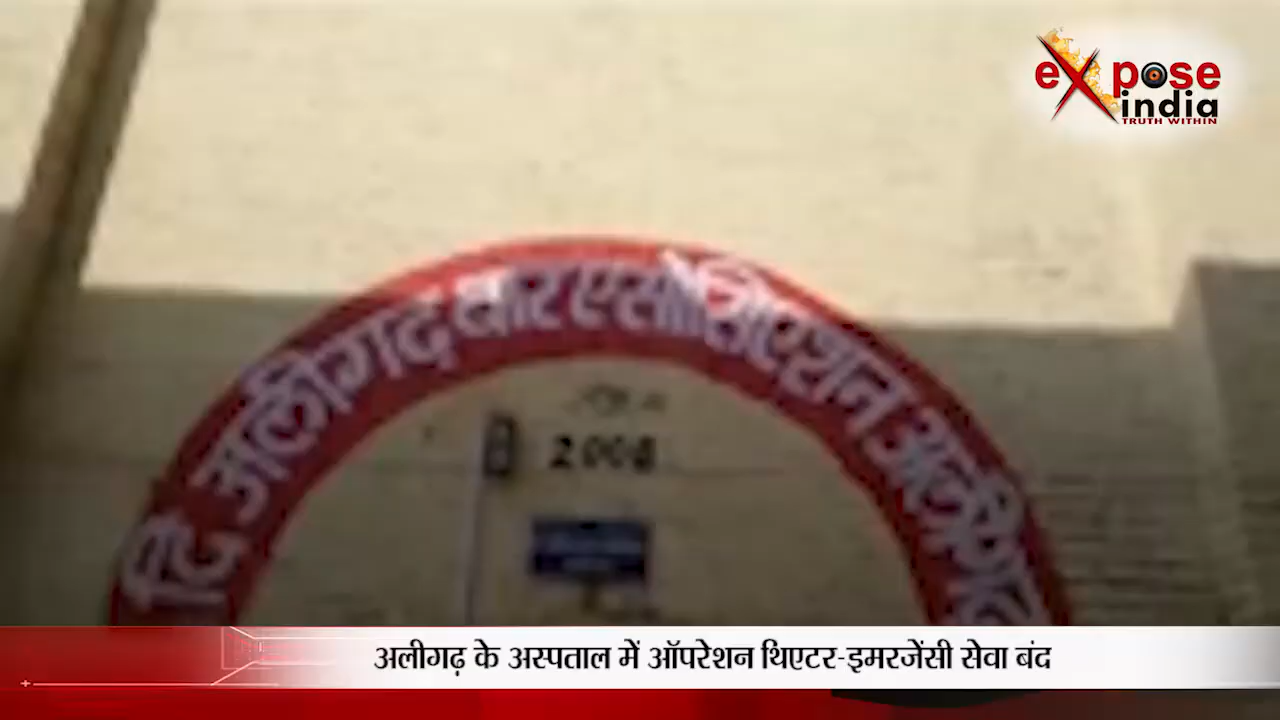 eXpose
india
TRUTH WITHIN
दि अलीगढ़ बार एसोसिएशन अलीगढ़
2008
अलीगढ़ के अस्पताल में ऑपरेशन थिएटर-इमरजेंसी सेवा बंद